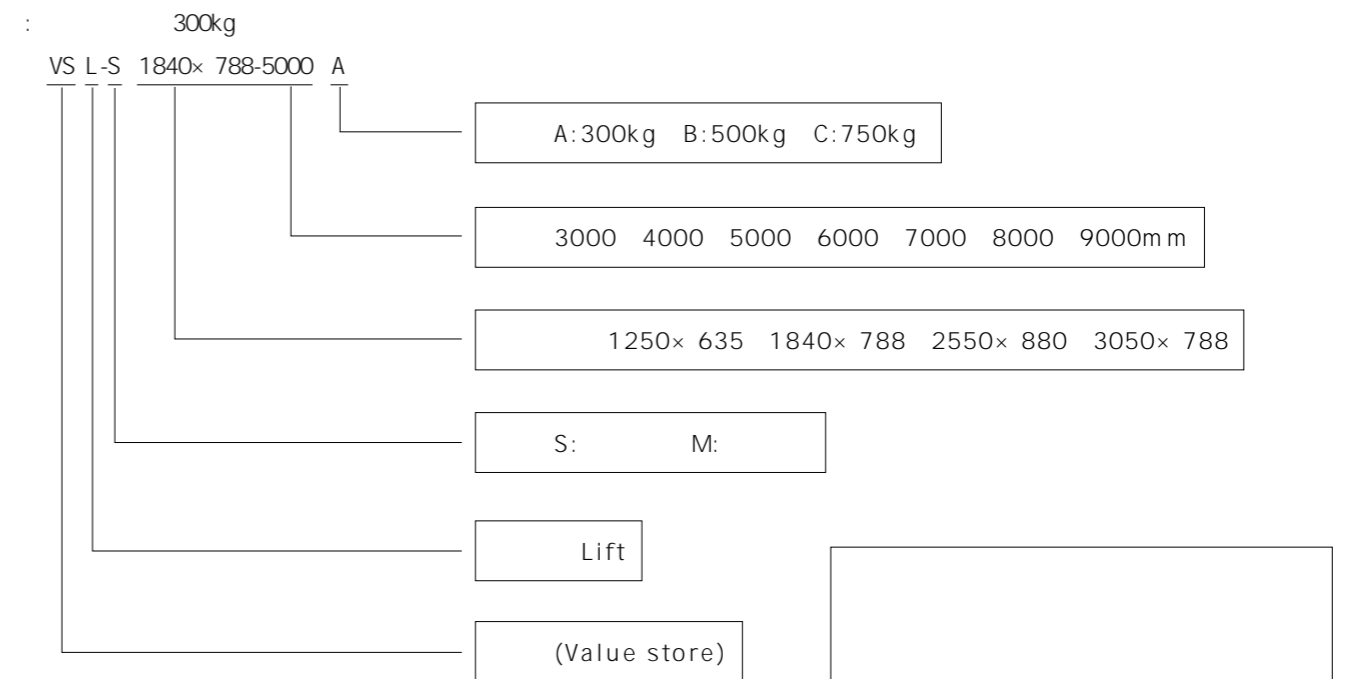 : 300kg
VS L-S 1840× 788-5000 A
A:300kg B:500kg C:750kg
3000 4000 5000 6000 7000 8000 9000mm
1250× 635 1840× 788 2550× 880 3050× 788
S: M:
Lift
(Value store)